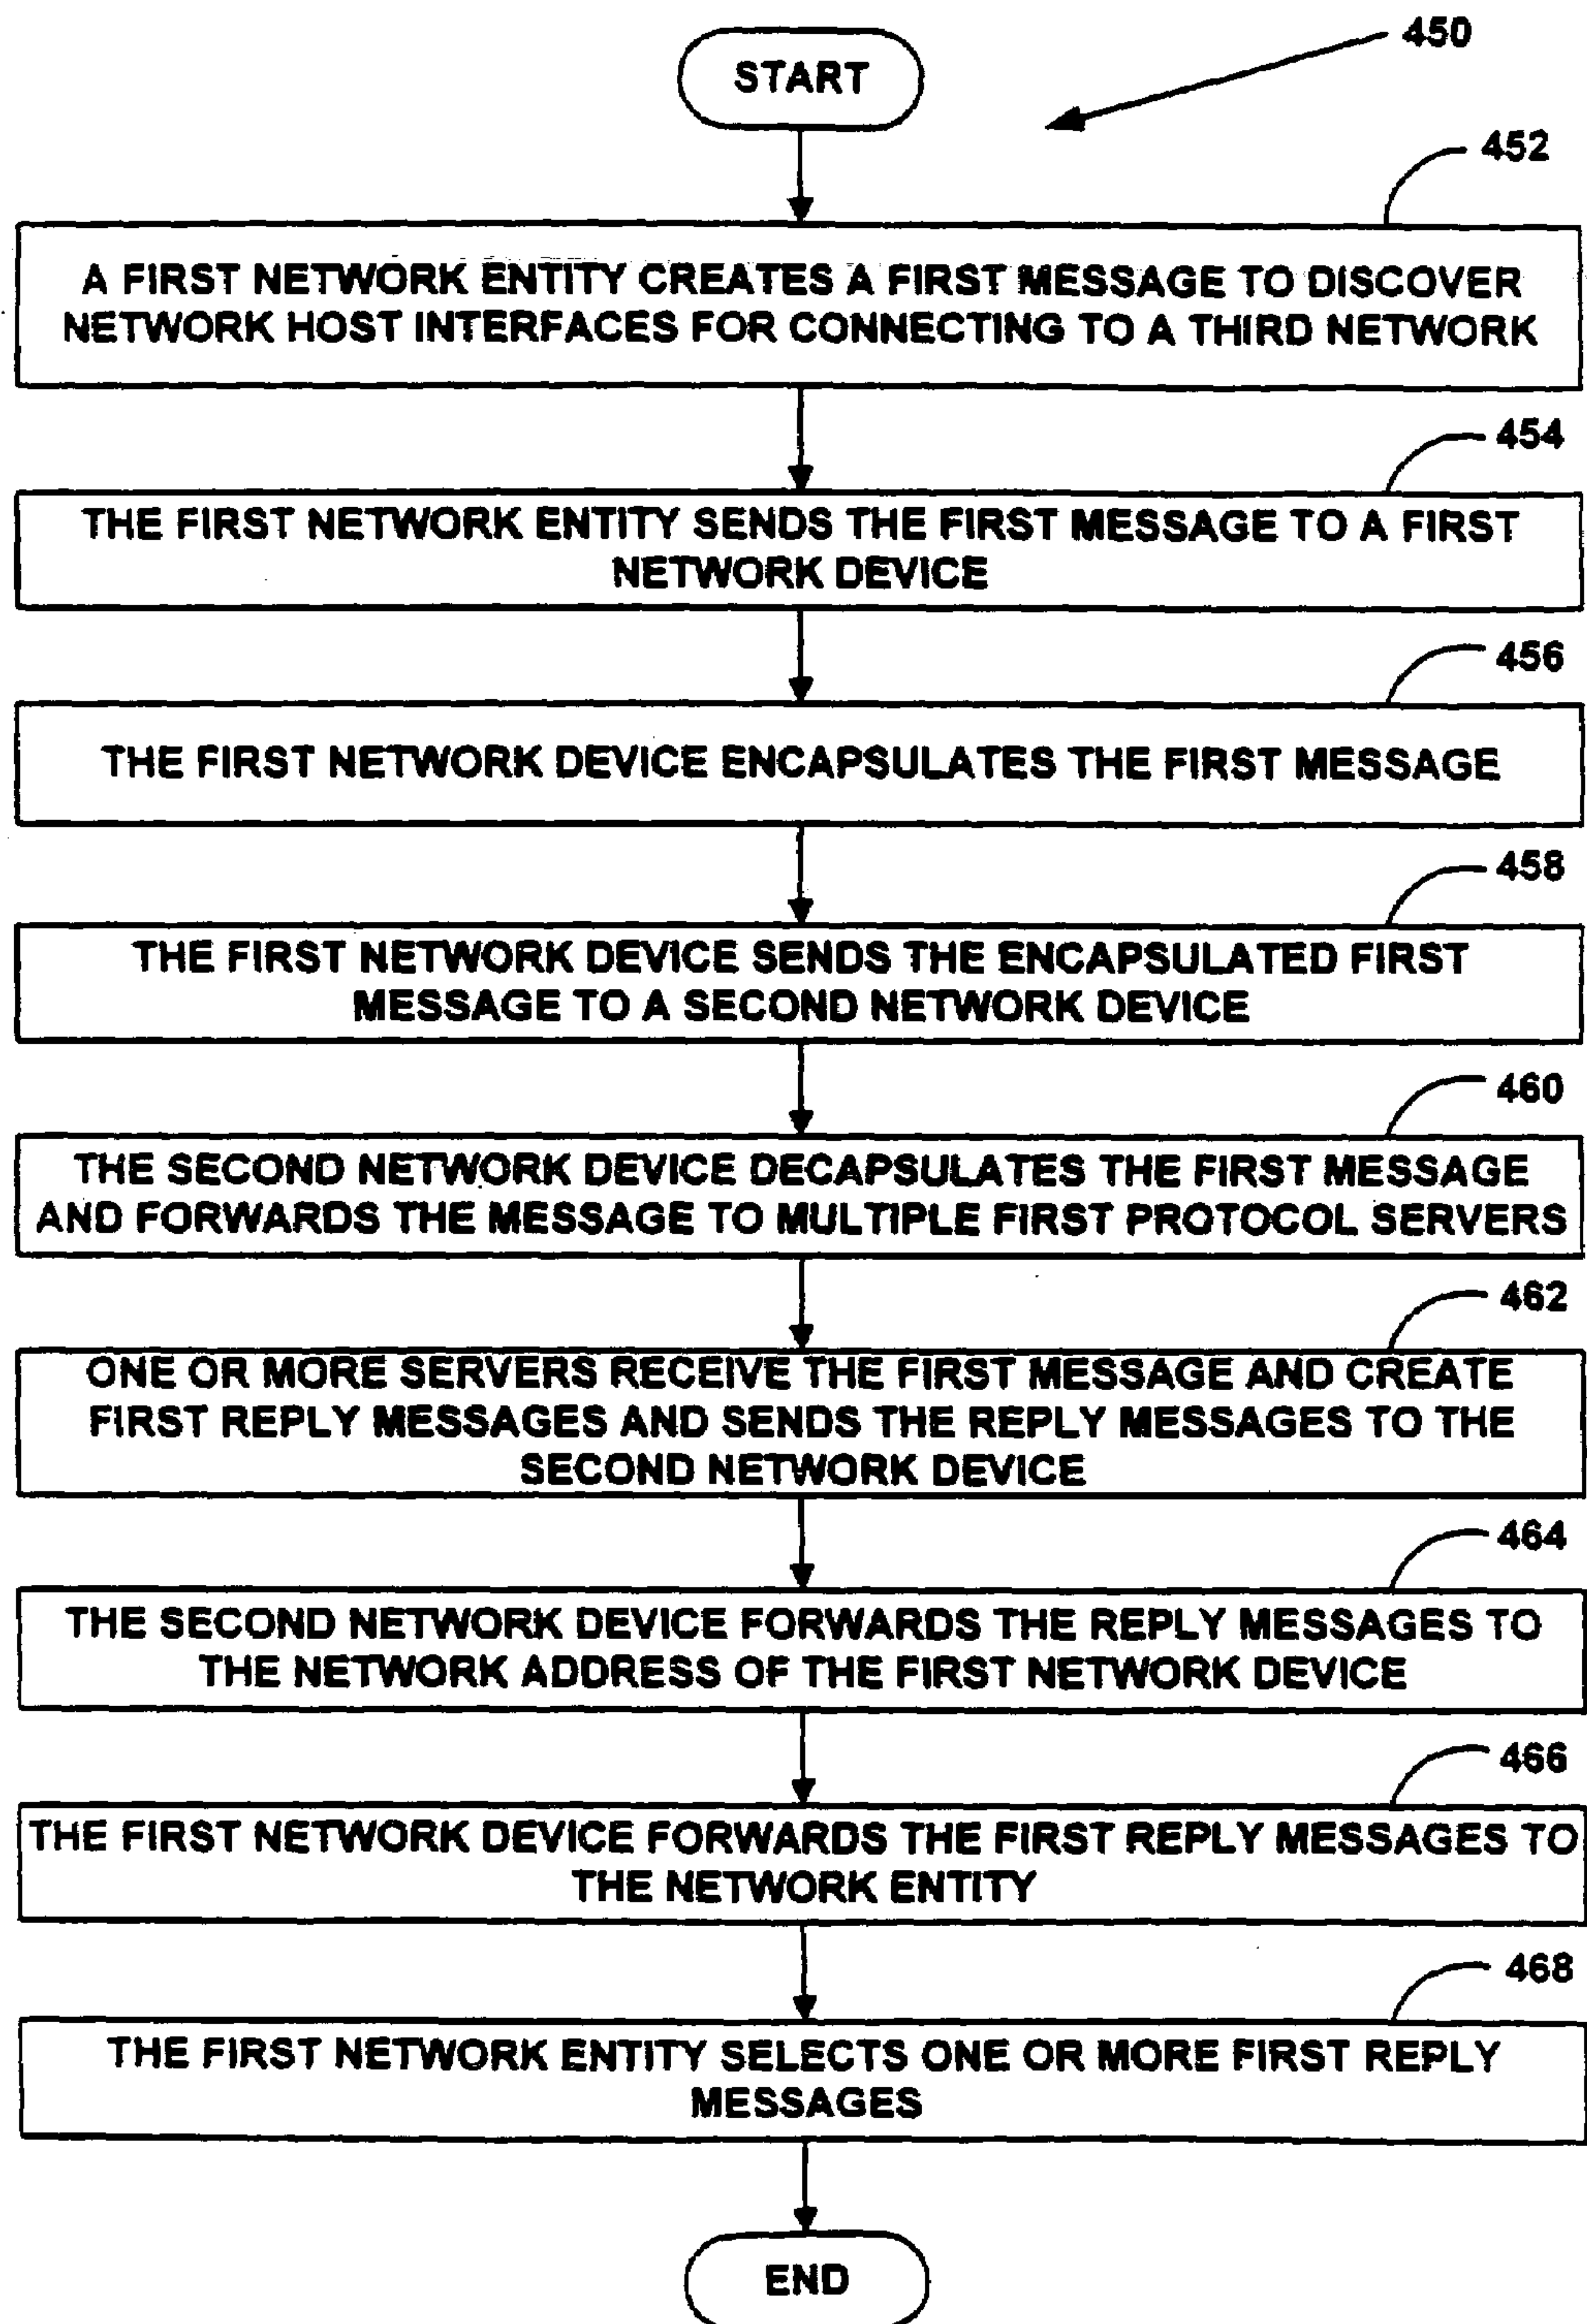 START
450
452
A FIRST NETWORK ENTITY CREATES A FIRST MESSAGE TO DISCOVER
NETWORK HOST INTERFACES FOR CONNECTING TO A THIRD NETWORK
454
THE FIRST NETWORK ENTITY SENDS THE FIRST MESSAGE TO A FIRST
NETWORK DEVICE
456
THE FIRST NETWORK DEVICE ENCAPSULATES THE FIRST MESSAGE
458
THE FIRST NETWORK DEVICE SENDS THE ENCAPSULATED FIRST
MESSAGE TO A SECOND NETWORK DEVICE
460
THE SECOND NETWORK DEVICE DECAPSULATES THE FIRST MESSAGE
AND FORWARDS THE MESSAGE TO MULTIPLE FIRST PROTOCOL SERVERS
462
ONE OR MORE SERVERS RECEIVE THE FIRST MESSAGE AND CREATE
FIRST REPLY MESSAGES AND SENDS THE REPLY MESSAGES TO THE
SECOND NETWORK DEVICE
464
THE SECOND NETWORK DEVICE FORWARDS THE REPLY MESSAGES TO
THE NETWORK ADDRESS OF THE FIRST NETWORK DEVICE
466
THE FIRST NETWORK DEVICE FORWARDS THE FIRST REPLY MESSAGES TO
THE NETWORK ENTITY
468
THE FIRST NETWORK ENTITY SELECTS ONE OR MORE FIRST REPLY
MESSAGES
END